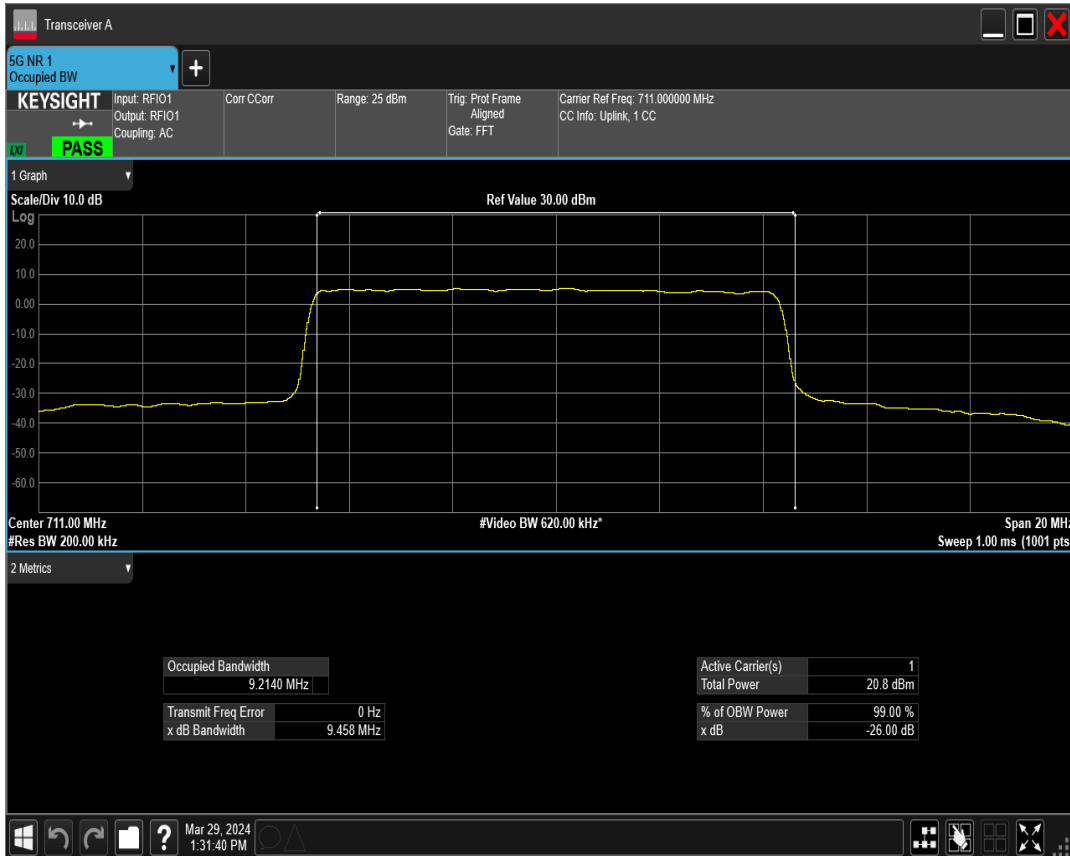 Transceiver A
5G NR 1
Occupied BW
+
KEYSIGHT
LXI
PASS
Input: RFIO1
Output: RFIO1
Coupling: AC
Corr CCorr
Range: 25 dBm
Trig: Prot Frame
Aligned
Gate: FFT
Carrier Ref Freq: 711.000000 MHz
CC Info: Uplink, 1 CC
1 Graph
Scale/Div 10.0 dB
Ref Value 30.00 dBm
Log
20.0
10.0
0.00
-10.0
-20.0
-30.0
-40.0
-50.0
-60.0
Center 711.00 MHz
#Video BW 620.00 kHz*
Span 20 MHz
#Res BW 200.00 kHz
Sweep 1.00 ms (1001 pts
2 Metrics
Occupied Bandwidth
9.2140 MHz
Transmit Freq Error 0 Hz
x dB Bandwidth 9.458 MHz
Active Carrier(s) 1
Total Power 20.8 dBm
% of OBW Power 99.00 %
x dB -26.00 dB
?
Mar 29, 2024
1:31:40 PM